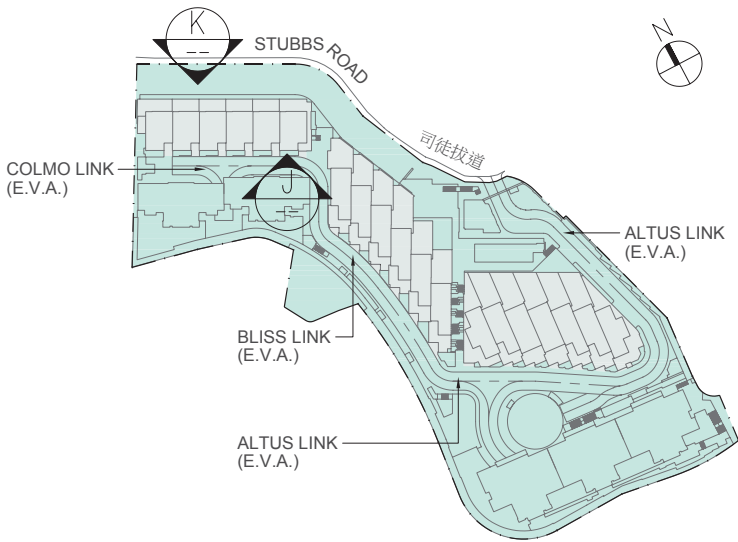 K
--
STUBBS ROAD
N
司徒拔道
COLMO LINK
(E.V.A.)
J
--
ALTUS LINK
(E.V.A.)
BLISS LINK
(E.V.A.)
ALTUS LINK
(E.V.A.)